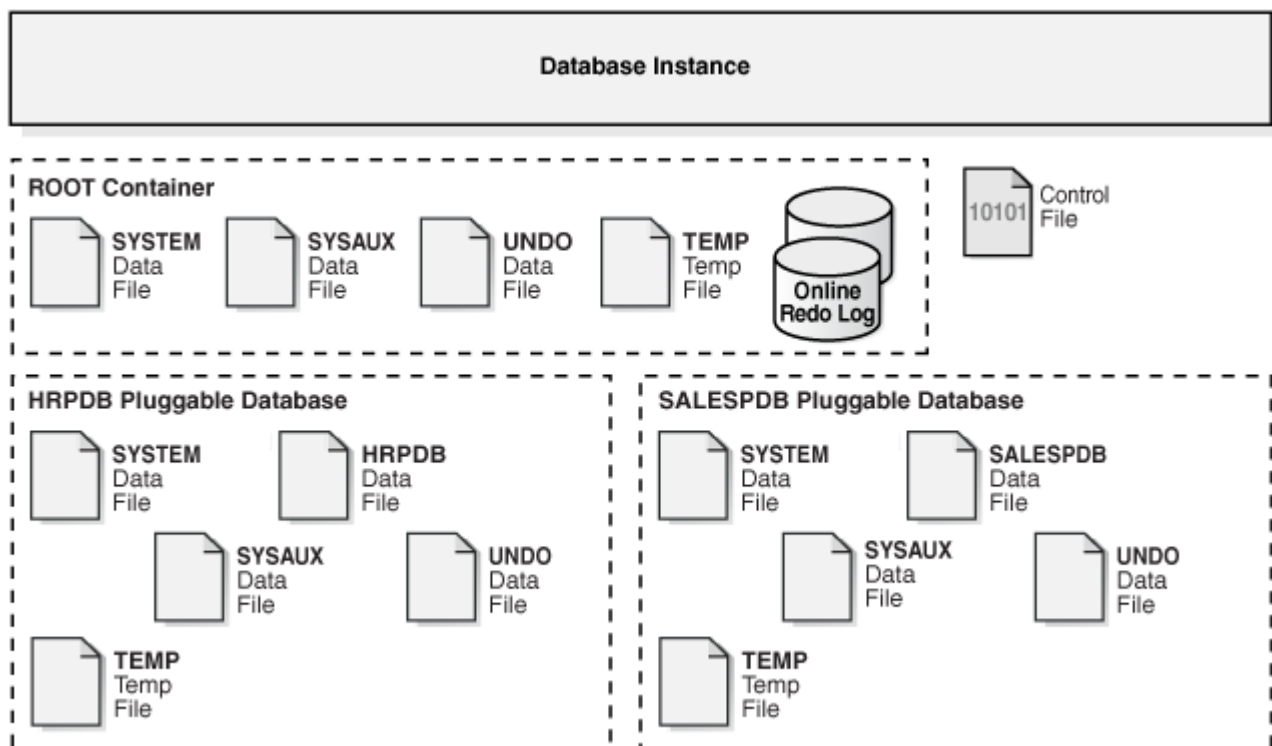 Database Instance
ROOT Container
SYSTEM
Data
File
SYSAUX
Data
File
UNDO
Data
File
TEMP
Temp
File
Online
Redo Log
10101
Control
File
HRPDB Pluggable Database
SYSTEM
Data
File
HRPDB
Data
File
SYSAUX
Data
File
UNDO
Data
File
TEMP
Temp
File
SALESPDB Pluggable Database
SYSTEM
Data
File
SALESPDB
Data
File
SYSAUX
Data
File
UNDO
Data
File
TEMP
Temp
File